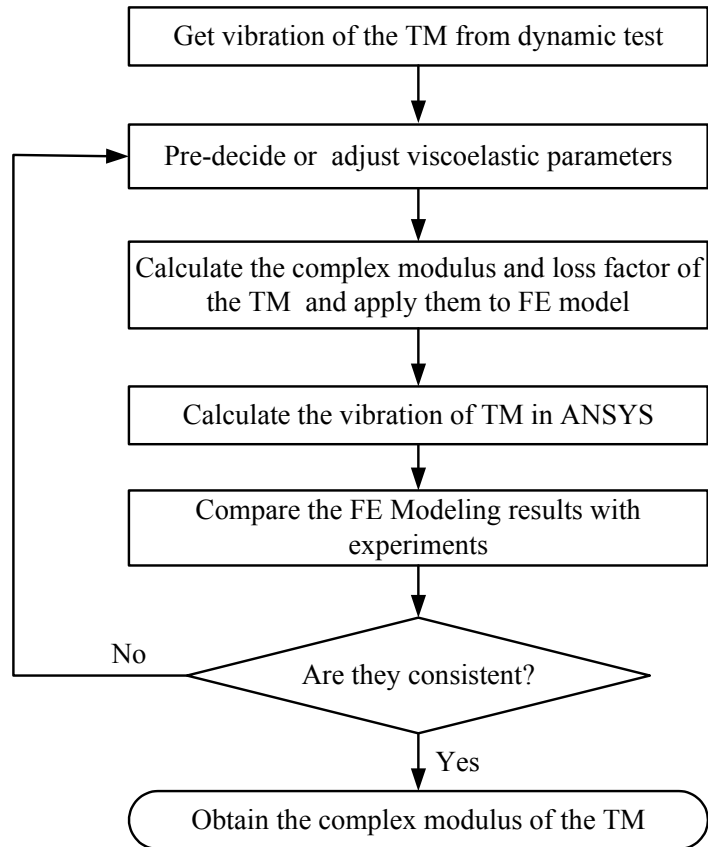 Get vibration of the TM from dynamic test
Pre-decide or adjust viscoelastic parameters
Calculate the complex modulus and loss factor of
the TM and apply them to FE model
Calculate the vibration of TM in ANSYS
Compare the FE Modeling results with
experiments
No
Are they consistent?
Yes
Obtain the complex modulus of the TM